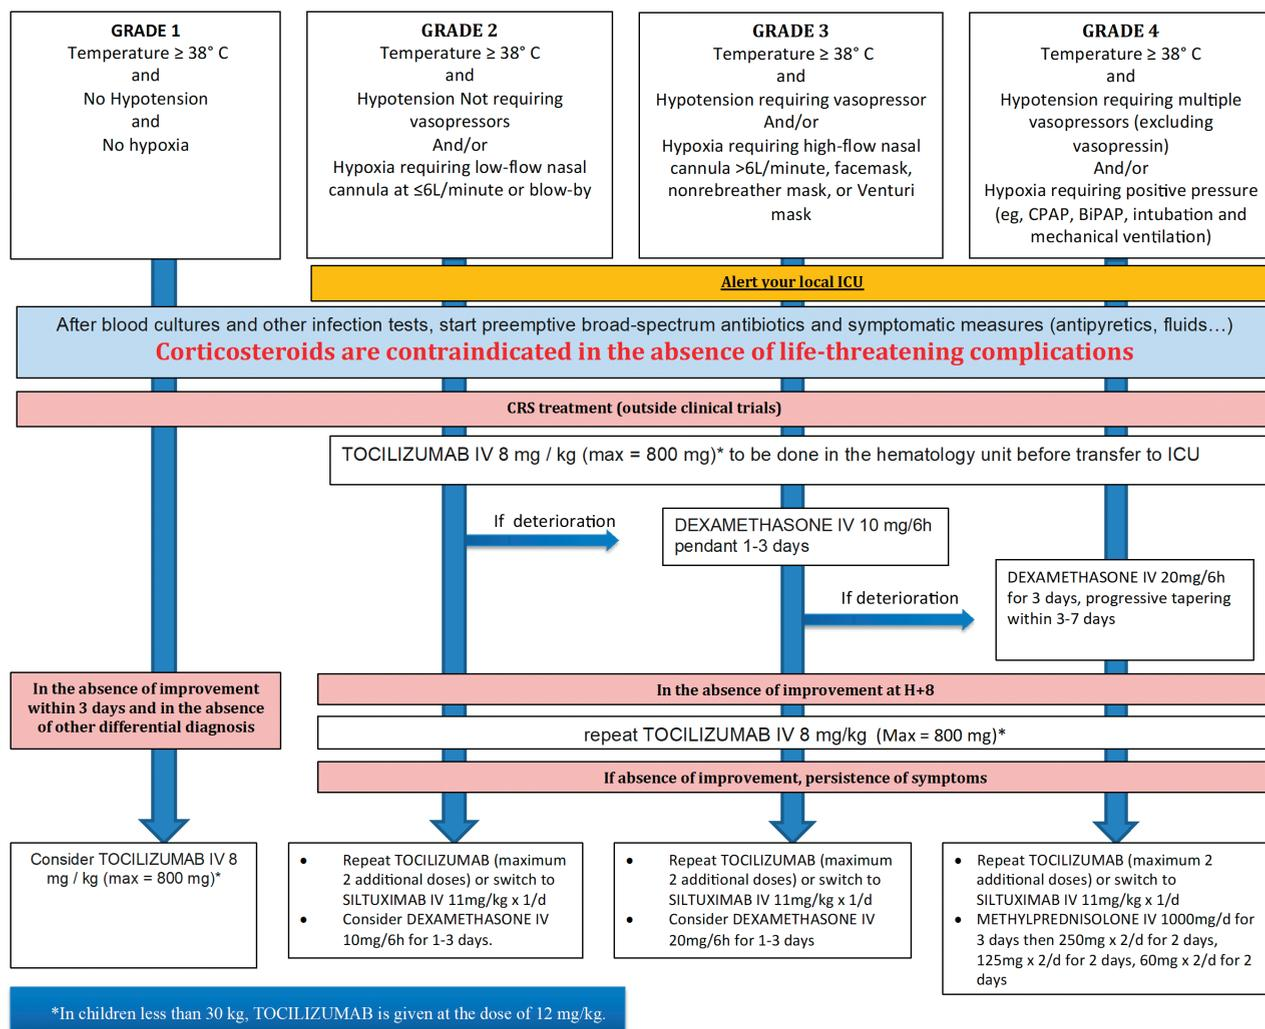 GRADE 1
Temperature ≥ 38° C
and
No Hypotension
and
No hypoxia
GRADE 2
Temperature ≥ 38° C
and
Hypotension Not requiring
vasopressors
And/or
Hypoxia requiring low-flow nasal
cannula at ≤6L/minute or blow-by
GRADE 3
Temperature ≥ 38° C
and
Hypotension requiring vasopressor
And/or
Hypoxia requiring high-flow nasal
cannula >6L/minute, facemask,
nonrebreather mask, or Venturi
mask
GRADE 4
Temperature ≥ 38° C
and
Hypotension requiring multiple
vasopressors (excluding
vasopressin)
And/or
Hypoxia requiring positive pressure
(eg, CPAP, BiPAP, intubation and
mechanical ventilation)
Alert your local ICU
After blood cultures and other infection tests, start preemptive broad-spectrum antibiotics and symptomatic measures (antipyretics, fluids…)
Corticosteroids are contraindicated in the absence of life-threatening complications
CRS treatment (outside clinical trials)
TOCILIZUMAB IV 8 mg / kg (max = 800 mg)* to be done in the hematology unit before transfer to ICU
If deterioration
DEXAMETHASONE IV 10 mg/6h
pendant 1-3 days
If deterioration
DEXAMETHASONE IV 20mg/6h
for 3 days, progressive tapering
within 3-7 days
In the absence of improvement
within 3 days and in the absence
of other differential diagnosis
In the absence of improvement at H+8
repeat TOCILIZUMAB IV 8 mg/kg (Max = 800 mg)*
If absence of improvement, persistence of symptoms
Consider TOCILIZUMAB IV 8
mg / kg (max = 800 mg)*
• Repeat TOCILIZUMAB (maximum
2 additional doses) or switch to
SILTUXIMAB IV 11mg/kg x 1/d
• Consider DEXAMETHASONE IV
10mg/6h for 1-3 days.
• Repeat TOCILIZUMAB (maximum
2 additional doses) or switch to
SILTUXIMAB IV 11mg/kg x 1/d
• Consider DEXAMETHASONE IV
20mg/6h for 1-3 days
• Repeat TOCILIZUMAB (maximum 2
additional doses) or switch to
SILTUXIMAB IV 11mg/kg x 1/d
• METHYLPREDNISOLONE IV 1000mg/d for
3 days then 250mg x 2/d for 2 days,
125mg x 2/d for 2 days, 60mg x 2/d for 2
days
*In children less than 30 kg, TOCILIZUMAB is given at the dose of 12 mg/kg.